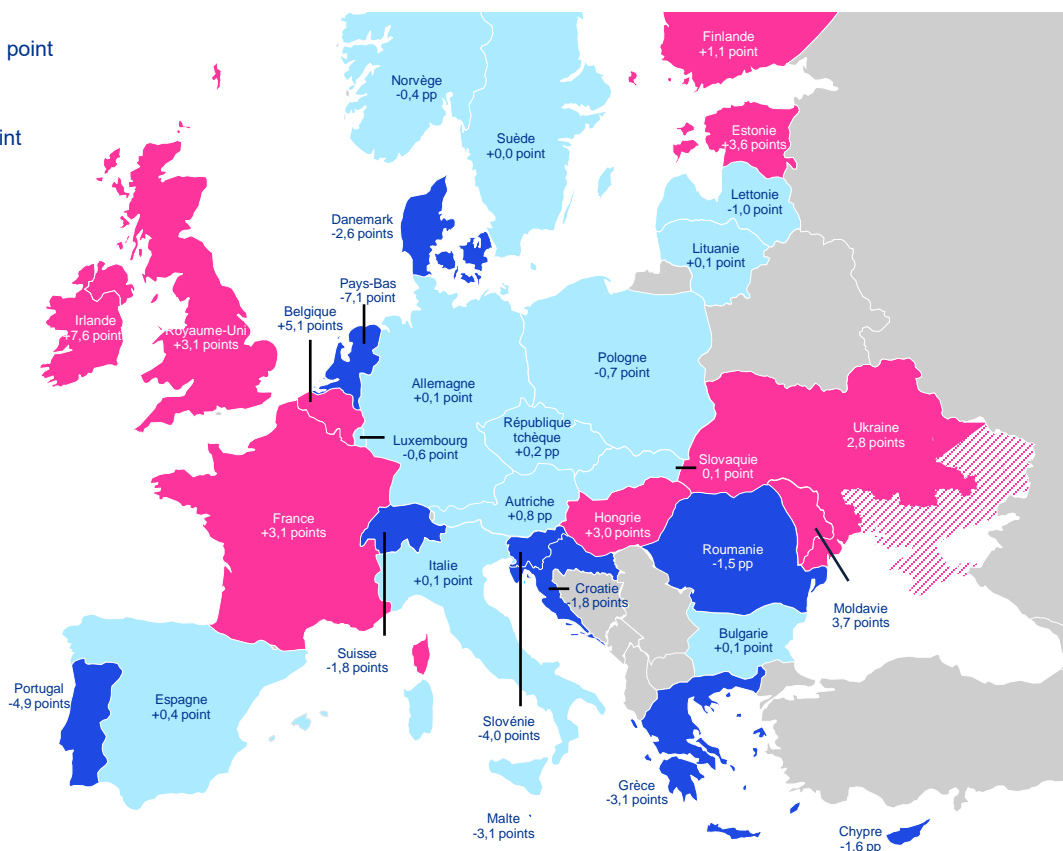 point
int
Finlande
+1,1 point
Norvège
-0,4 pp
Suède
+0,0 point
Estonie
+3,6 points
Lettonie
-1,0 point
Danemark
-2,6 points
Lituanie
+0,1 point
Pays-Bas
-7,1 point
Belgique
+5,1 points
Irlande
+7,6 point
Royaume-Uni
+3,1 points
Pologne
-0,7 point
Allemagne
+0,1 point
République
tchèque
+0,2 pp
Ukraine
2,8 points
Luxembourg
-0,6 point
Slovaquie
0,1 point
Autriche
+0,8 pp
France
+3,1 points
Hongrie
+3,0 points
Roumanie
-1,5 pp
Italie
+0,1 point
Croatie
-1,8 points
Moldavie
3,7 points
Bulgarie
+0,1 point
Suisse
-1,8 points
Portugal
-4,9 points
Espagne
+0,4 point
Slovénie
-4,0 points
Grèce
-3,1 points
Malte
-3,1 points
Chypre
-1,6 pp